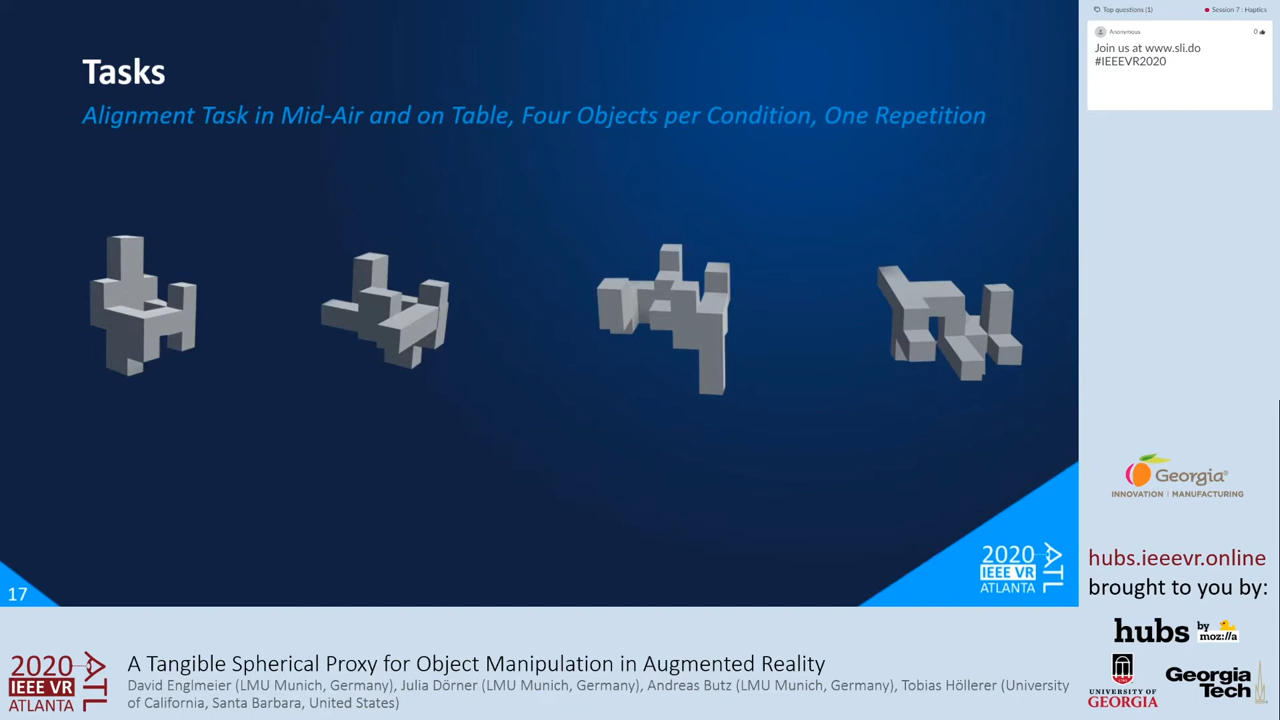 Tasks
Alignment Task in Mid-Air and on Table, Four Objects per Condition, One Repetition
17
2020
IEEE VR
ATLANTA
ATL
Top questions (1)
Session 7 : Haptics
Anonymous
0
Join us at www.sli.do
#IEEEVR2020
Georgia®
INNOVATION | MANUFACTURING
hubs.ieeevr.online
brought to you by:
hubs by moz://a
UNIVERSITY OF
GEORGIA
Georgia
Tech
2020
IEEE VR
ATLANTA
ATL
A Tangible Spherical Proxy for Object Manipulation in Augmented Reality
David Englmeier (LMU Munich, Germany), Julia Dörner (LMU Munich, Germany), Andreas Butz (LMU Munich, Germany), Tobias Höllerer (University
of California, Santa Barbara, United States)